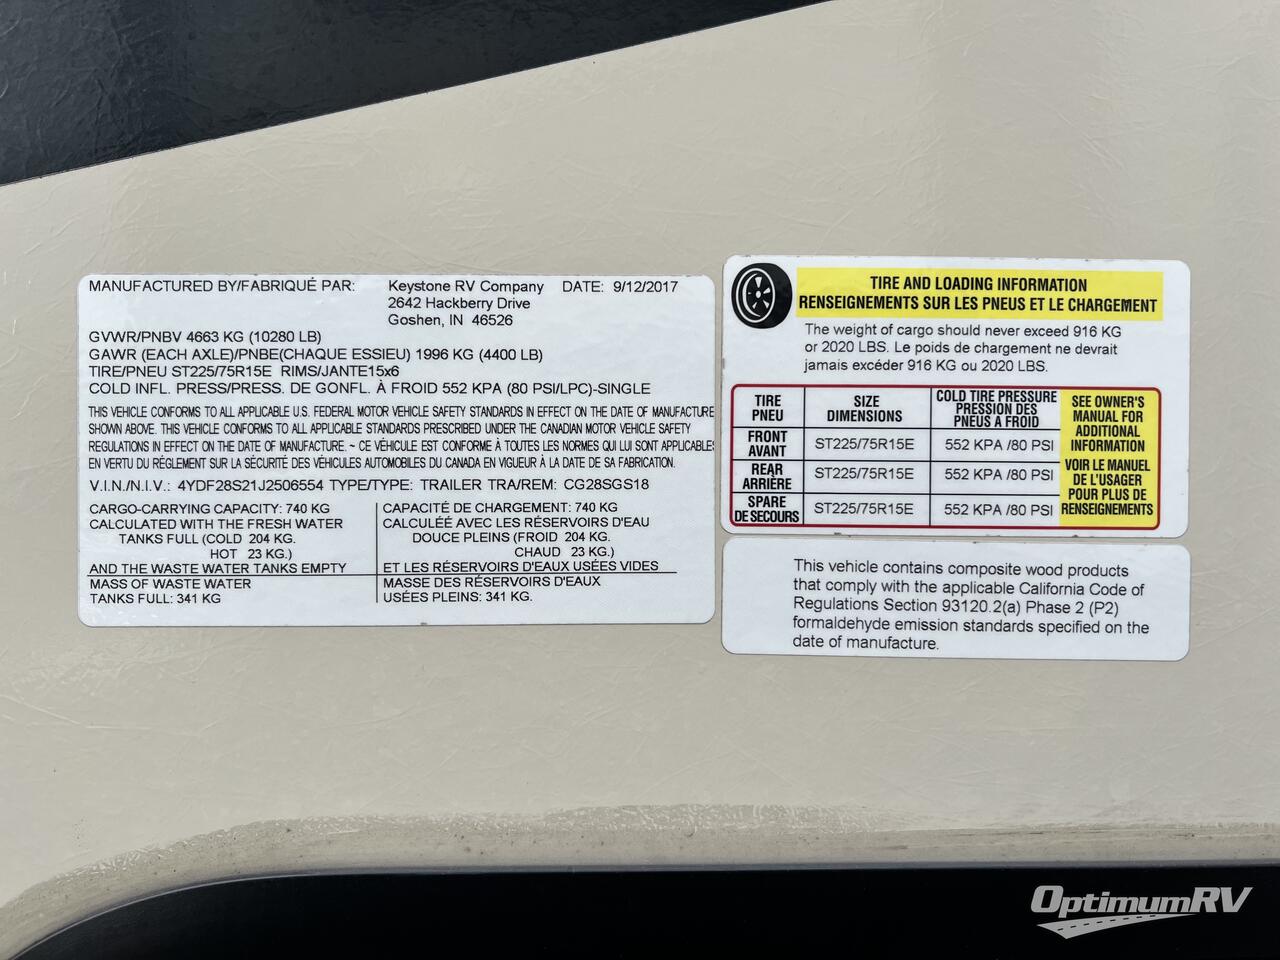 MANUFACTURED BY/FABRIQUÉ PAR: Keystone RV Company DATE: 9/12/2017
2642 Hackberry Drive
Goshen, IN 46526
GVWR/PNBV 4663 KG (10280 LB)
GAWR (EACH AXLE)/PNBE(CHAQUE ESSIEU) 1996 KG (4400 LB)
TIRE/PNEU ST225/75R15E RIMS/JANTE15x6
COLD INFL. PRESS/PRESS. DE GONFL. À FROID 552 KPA (80 PSI/LPC)-SINGLE
THIS VEHICLE CONFORMS TO ALL APPLICABLE U.S. FEDERAL MOTOR VEHICLE SAFETY STANDARDS IN EFFECT ON THE DATE OF MANUFACTURE
SHOWN ABOVE. THIS VEHICLE CONFORMS TO ALL APPLICABLE STANDARDS PRESCRIBED UNDER THE CANADIAN MOTOR VEHICLE SAFETY
REGULATIONS IN EFFECT ON THE DATE OF MANUFACTURE. ~ CE VÉHICULE EST CONFORME À TOUTES LES NORMES QUI LUI SONT APPLICABLES
EN VERTU DU RÉGLEMENT SUR LA SÉCURITÉ DES VÉHICULES AUTOMOBILES DU CANADA EN VIGUEUR À LA DATE DE SA FABRICATION.
V.I.N./N.I.V.: 4YDF28S21J2506554 TYPE/TYPE: TRAILER TRA/REM: CG28SGS18
CARGO-CARRYING CAPACITY: 740 KG
CALCULATED WITH THE FRESH WATER
TANKS FULL (COLD 204 KG.
HOT 23 KG.)
AND THE WASTE WATER TANKS EMPTY
MASS OF WASTE WATER
TANKS FULL: 341 KG
CAPACITÉ DE CHARGEMENT: 740 KG
CALCULÉE AVEC LES RÉSERVOIRS D'EAU
DOUCE PLEINS (FROID 204 KG.
CHAUD 23 KG.)
ET LES RÉSERVOIRS D'EAUX USÉES VIDES
MASSE DES RÉSERVOIRS D'EAUX
USÉES PLEINS: 341 KG.
TIRE AND LOADING INFORMATION
RENSEIGNEMENTS SUR LES PNEUS ET LE CHARGEMENT
The weight of cargo should never exceed 916 KG
or 2020 LBS. Le poids de chargement ne devrait
jamais excéder 916 KG ou 2020 LBS.
TIRE
PNEU
SIZE
DIMENSIONS
COLD TIRE PRESSURE
PRESSION DES
PNEUS A FROID
FRONT
AVANT
ST225/75R15E
552 KPA /80 PSI
REAR
ARRIÈRE
ST225/75R15E
552 KPA /80 PSI
SPARE
DE SECOURS
ST225/75R15E
552 KPA /80 PSI
SEE OWNER'S
MANUAL FOR
ADDITIONAL
INFORMATION
VOIR LE MANUEL
DE L'USAGER
POUR PLUS DE
RENSEIGNEMENTS
This vehicle contains composite wood products
that comply with the applicable California Code of
Regulations Section 93120.2(a) Phase 2 (P2)
formaldehyde emission standards specified on the
date of manufacture.
OptimumRV